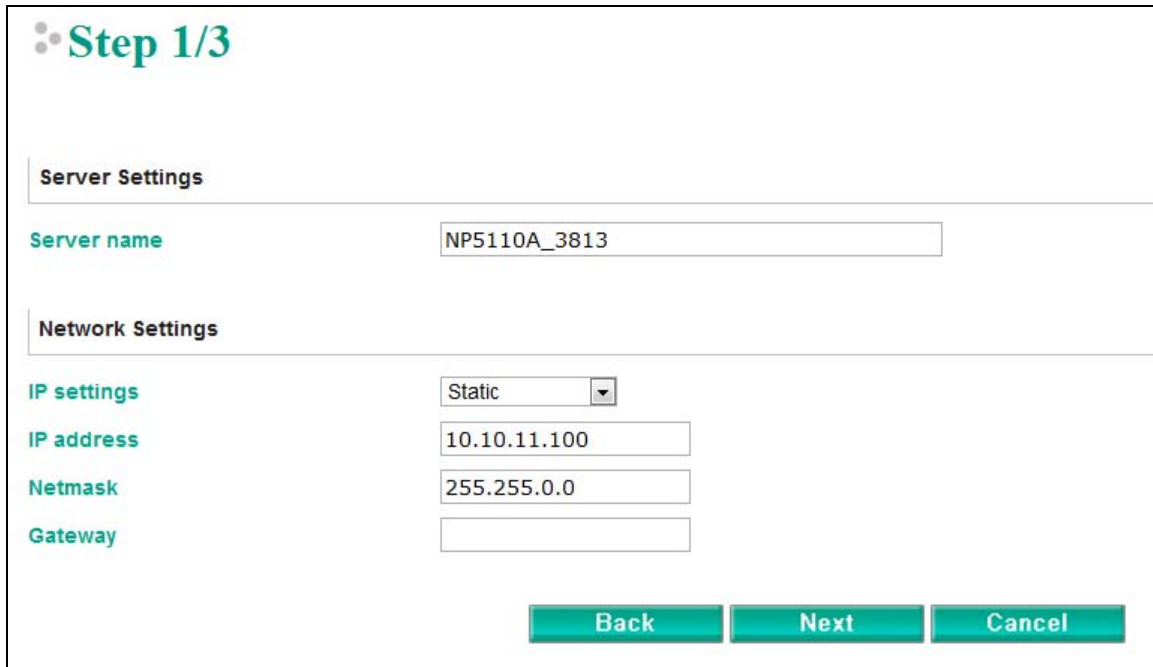 Step 1/3
Server Settings
Server name NP5110A_3813
Network Settings
IP settings Static
IP address 10.10.11.100
Netmask 255.255.0.0
Gateway
Back Next Cancel